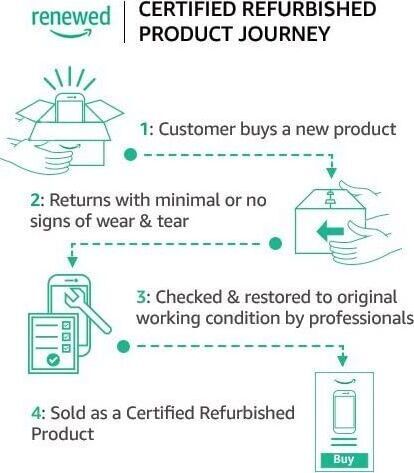 renewed
CERTIFIED REFURBISHED
PRODUCT JOURNEY
1: Customer buys a new product
2: Returns with minimal or no
signs of wear & tear
3: Checked & restored to original
working condition by professionals
4: Sold as a Certified Refurbished
Product
Buy